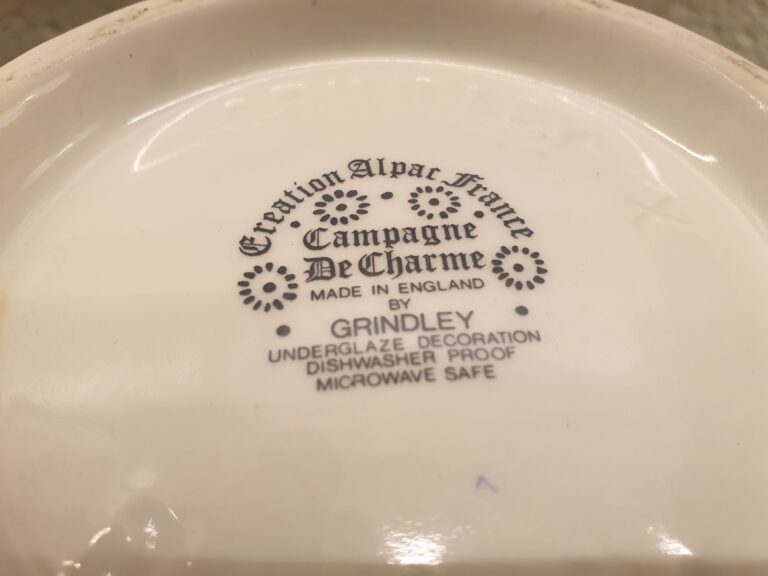 Creation Alpac France
Campagne
De Charme
MADE IN ENGLAND
BY
GRINDLEY
UNDERGLAZE DECORATION
DISHWASHER PROOF
MICROWAVE SAFE